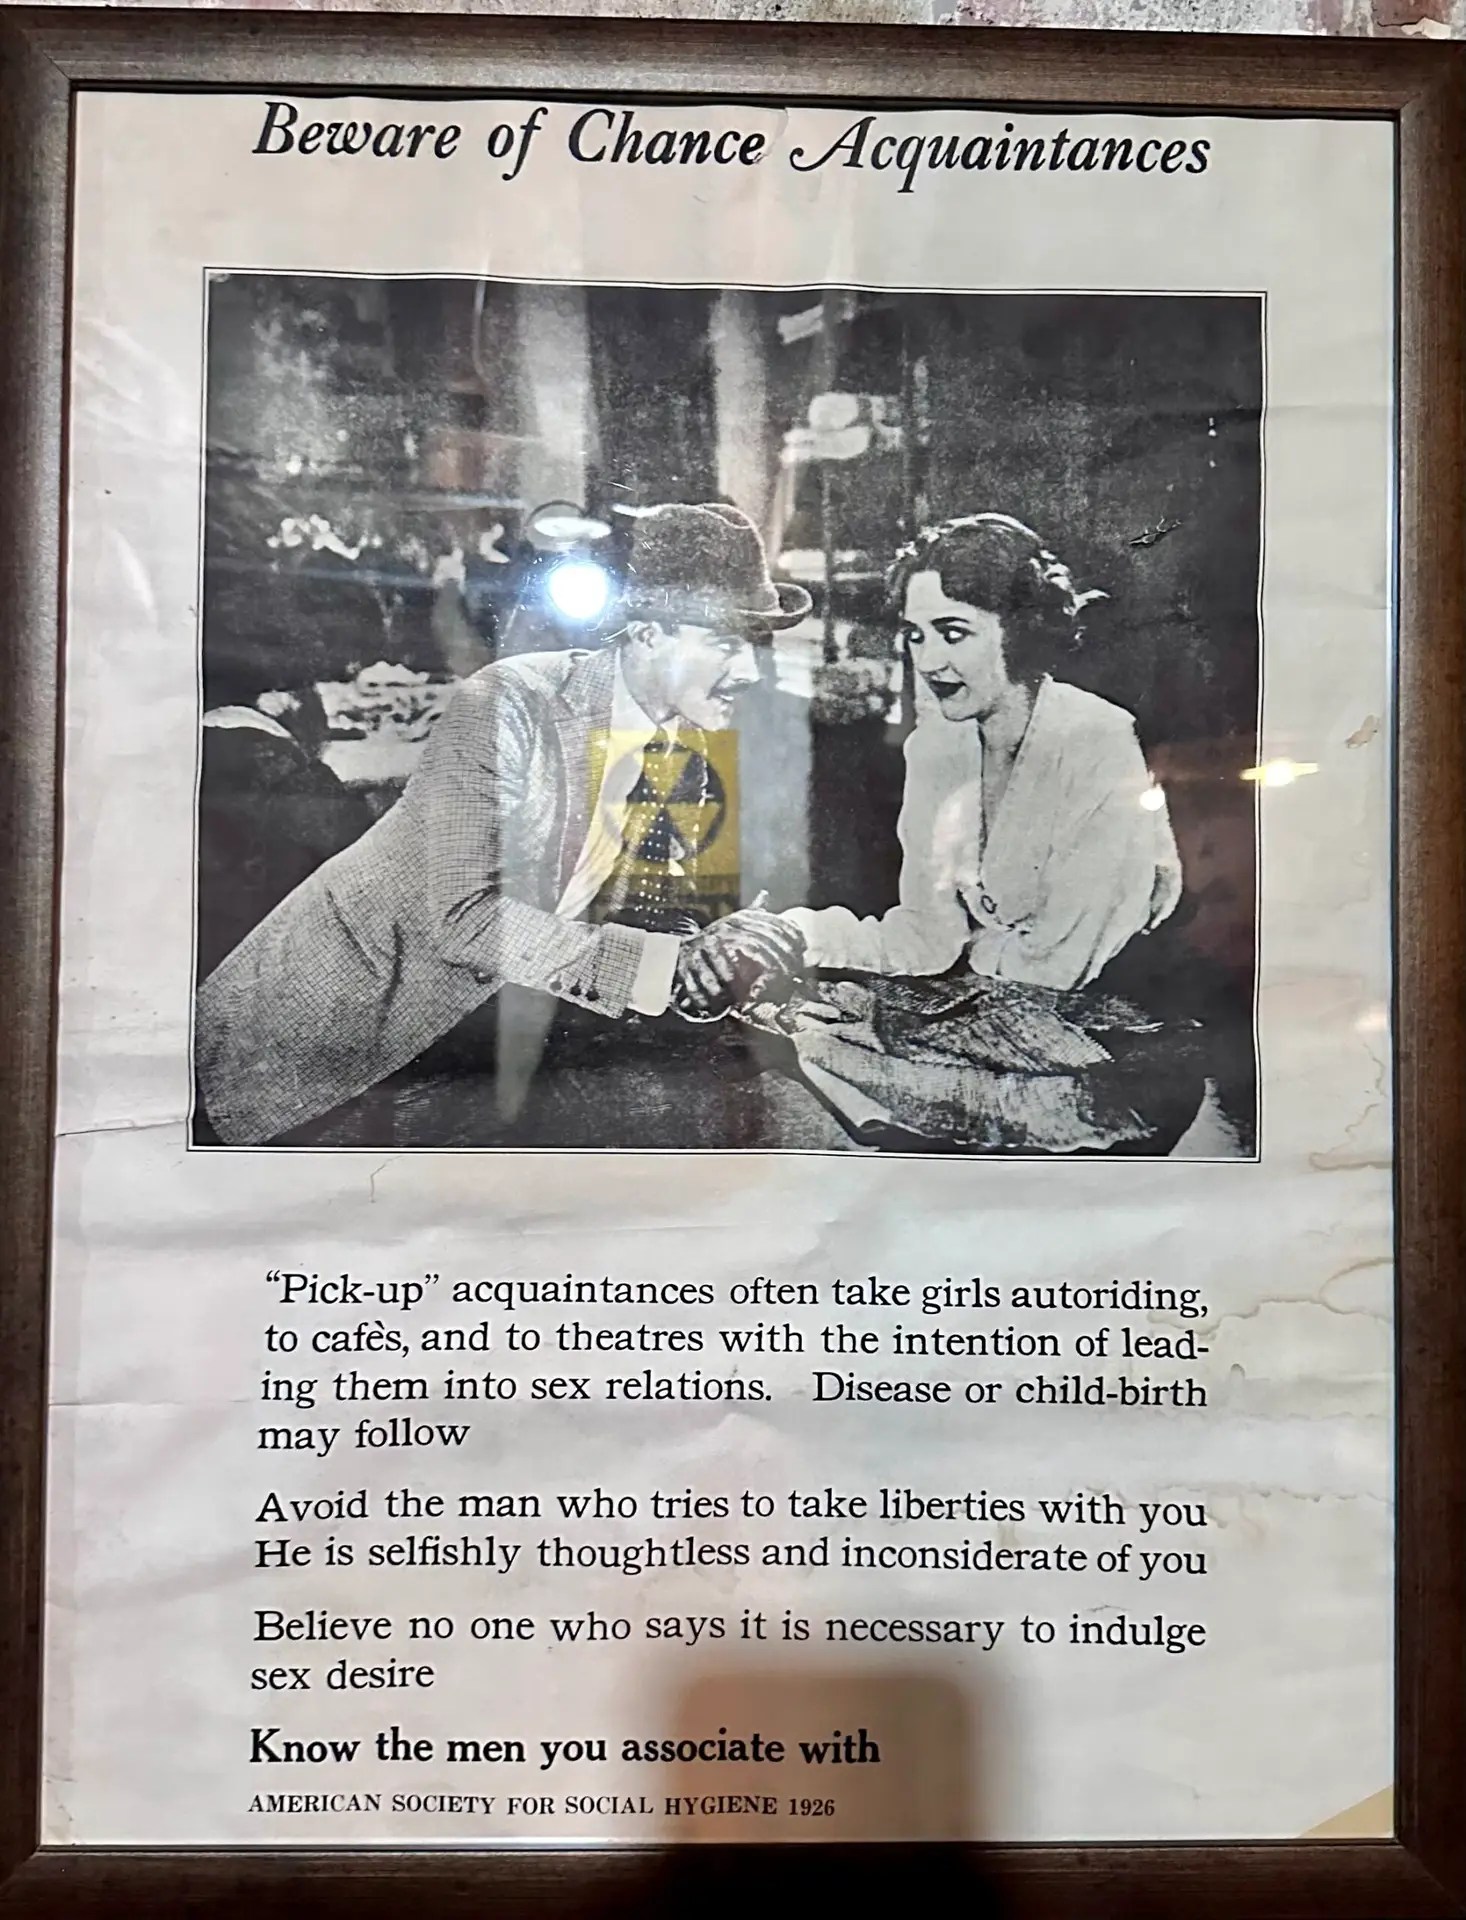 Beware of Chance Acquaintances
“Pick-up” acquaintances often take girls autoriding,
to cafès, and to theatres with the intention of lead-
ing them into sex relations. Disease or child-birth
may follow
Avoid the man who tries to take liberties with you
He is selfishly thoughtless and inconsiderate of you
Believe no one who says it is necessary to indulge
sex desire
Know the men you associate with
AMERICAN SOCIETY FOR SOCIAL HYGIENE 1926